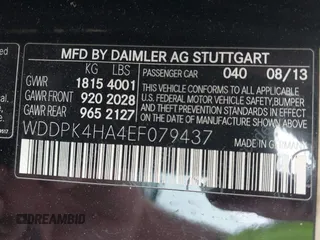 MFD BY DAIMLER AG STUTTGART
KG LBS
GVWR 1815 4001
GAWR FRONT 920 2028
GAWR REAR 965 2127
PASSENGER CAR 040 08/13
THIS VEHICLE CONFORMS TO ALL
APPLICABLE U.S. FEDERAL MOTOR VEHICLE
SAFETY BUMPER, AND THEFT PREVENTION
STANDARDS IN EFFECT ON THE DATE OF
MANUFACTURE SHOWN ABOVE
WDDPK4HA4EF079437
MADE IN GERMANY
DREAMBID